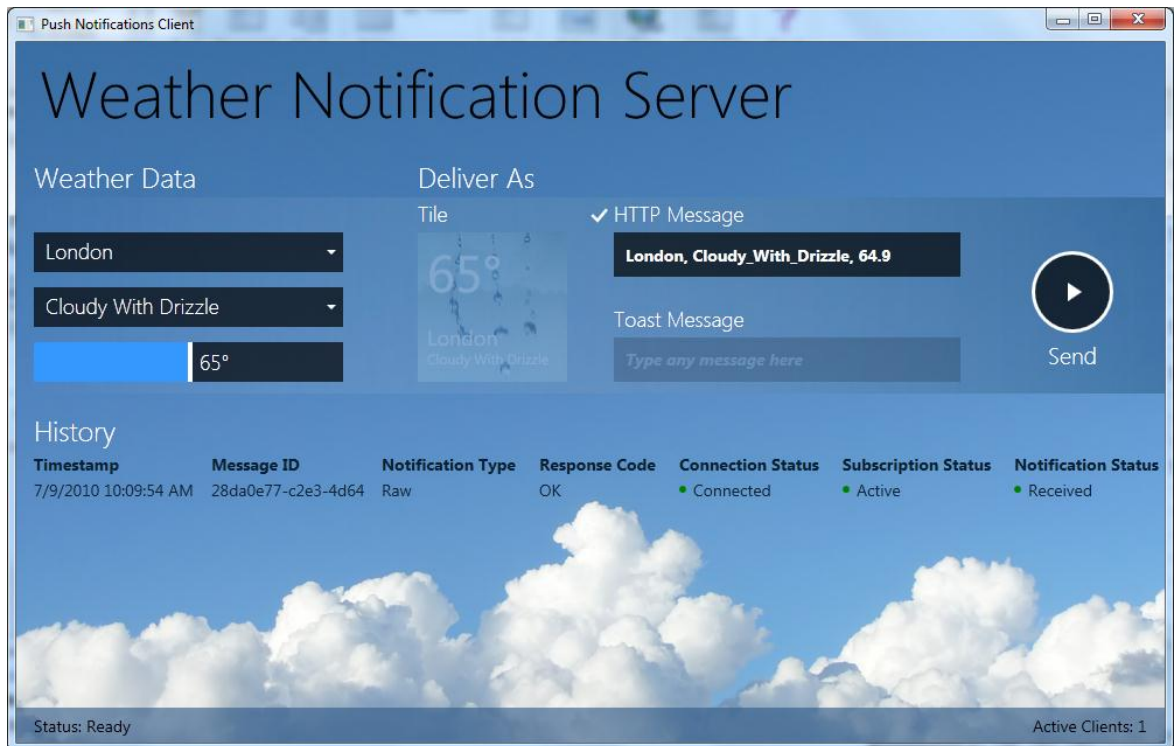 Push Notifications Client
Weather Notification Server
Weather Data
Deliver As
Tile
HTTP Message
London
65°
London, Cloudy_With_Drizzle, 64.9
Cloudy With Drizzle
Toast Message
London
Cloudy With Drizzle
65°
Type any message here
Send
History
Timestamp Message ID Notification Type Response Code Connection Status Subscription Status Notification Status
7/9/2010 10:09:54 AM 28da0e77-c2e3-4d64 Raw OK Connected Active Received
Status: Ready Active Clients: 1